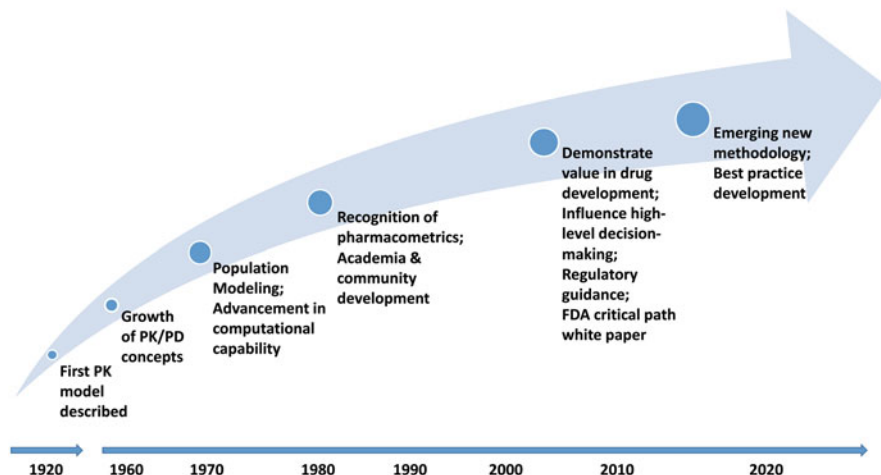 First PK
model
described
Growth
of PK/PD
concepts
Population
Modeling;
Advancement in
computational
capability
Recognition of
pharmacometrics;
Academia &
community
development
Demonstrate
value in drug
development;
Influence high-
level decision-
making;
Regulatory
guidance;
FDA critical path
white paper
Emerging new
methodology;
Best practice
development
1920 1960 1970 1980 1990 2000 2010 2020